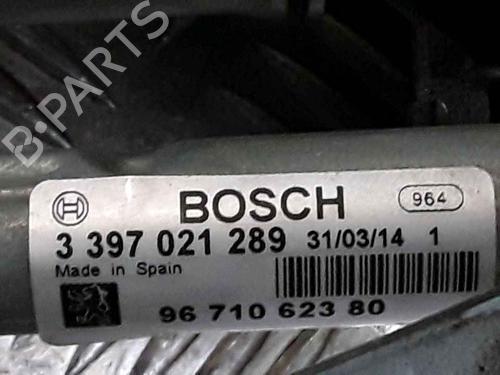 B-PARTS
BOSCH 964
3 397 021 289 31/03/14 1
Made in Spain
96 710 623 80